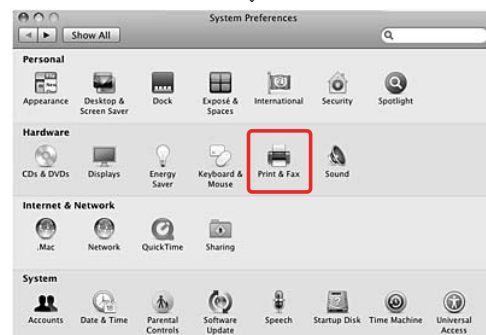 System Preferences
Show All
Personal
Appearance
Desktop &
Screen Saver
Dock
Exposé &
Spaces
International
Security
Spotlight
Hardware
CDs & DVDs
Displays
Energy
Saver
Keyboard &
Mouse
Print & Fax
Sound
Internet & Network
.Mac
Network
QuickTime
Sharing
System
Accounts
Date & Time
Parental
Controls
Software
Update
Speech
Startup Disk
Time Machine
Universal
Access